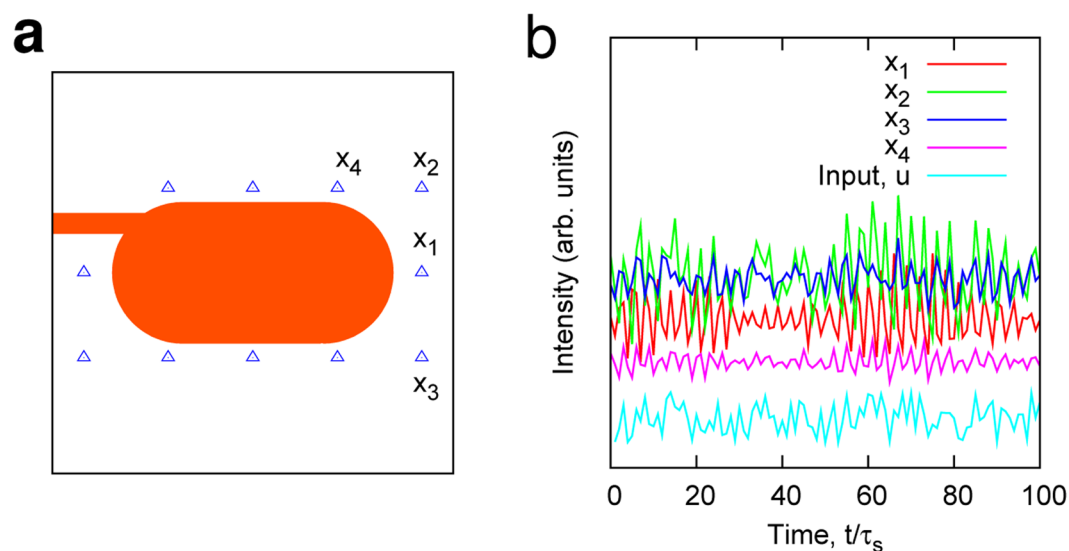 a
x4 x2
x1
x3
b
x1
x2
x3
x4
Input, u
Intensity (arb. units)
0 20 40 60 80 100
Time, t/τs